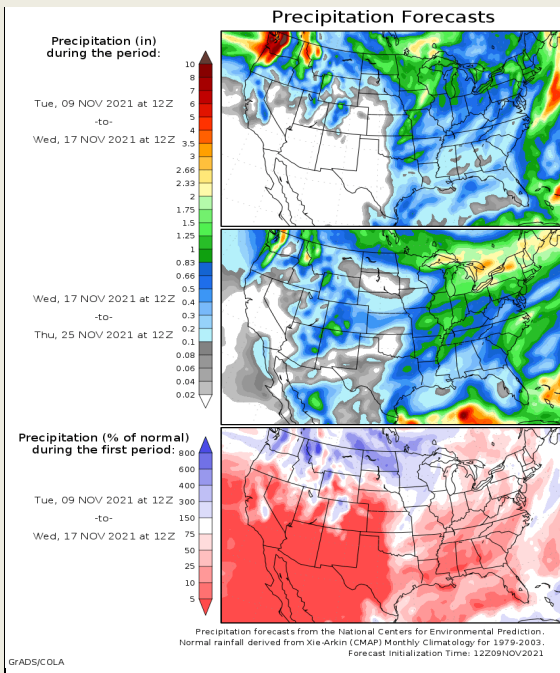 Precipitation Forecasts
Precipitation (in)
during the period:
Tue, 09 NOV 2021 at 12Z
-to-
Wed, 17 NOV 2021 at 12Z
10
8
7
6
5
4
3.5
3
2.66
2.33
2
1.75
1.5
1.25
1
0.83
0.66
0.5
0.4
0.3
0.2
0.1
0.08
0.06
0.04
0.02
Wed, 17 NOV 2021 at 12Z
-to-
Thu, 25 NOV 2021 at 12Z
Precipitation (% of normal)
during the first period:
Tue, 09 NOV 2021 at 12Z
-to-
Wed, 17 NOV 2021 at 12Z
800
600
400
300
150
75
50
25
10
5
Precipitation forecasts from the National Centers for Environmental Prediction.
Normal rainfall derived from Xie-Arkin (CMAP) Monthly Climatology for 1979-2003.
Forecast Initialization Time: 12Z09NOV2021
GrADS/COLA